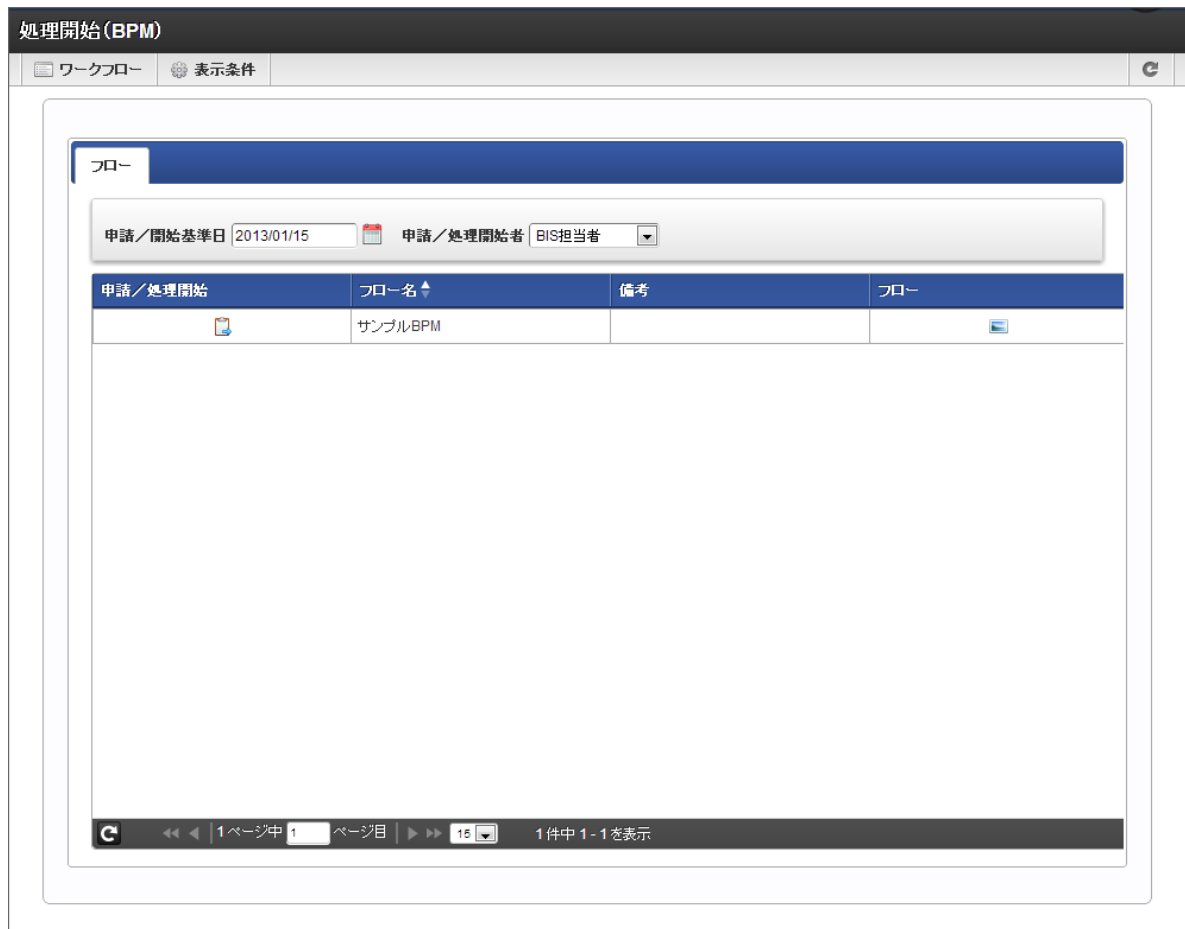 処理開始(BPM)
ワークフロー 表示条件
フロー
申請／開始基準日 2013/01/15 申請／処理開始者 BIS担当者
申請／処理開始 フロー名 備考 フロー
サンプルBPM
1ページ中 1 ページ目 15 1件中 1 - 1を表示